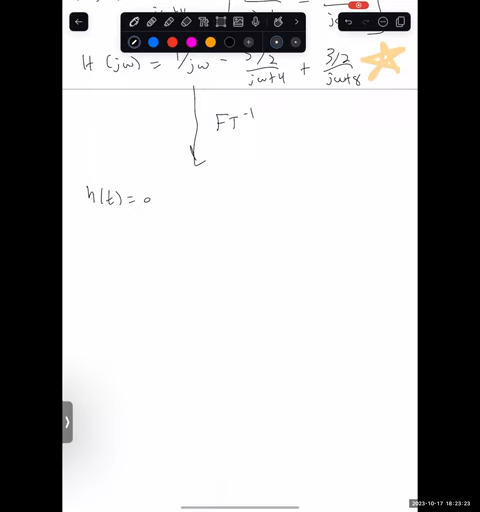 H (jω) = 1/jω - 3/2 / jω+4 + 3/2 / jω+8
FT⁻¹
h(t) = 0
2023-10-17 18:23:23